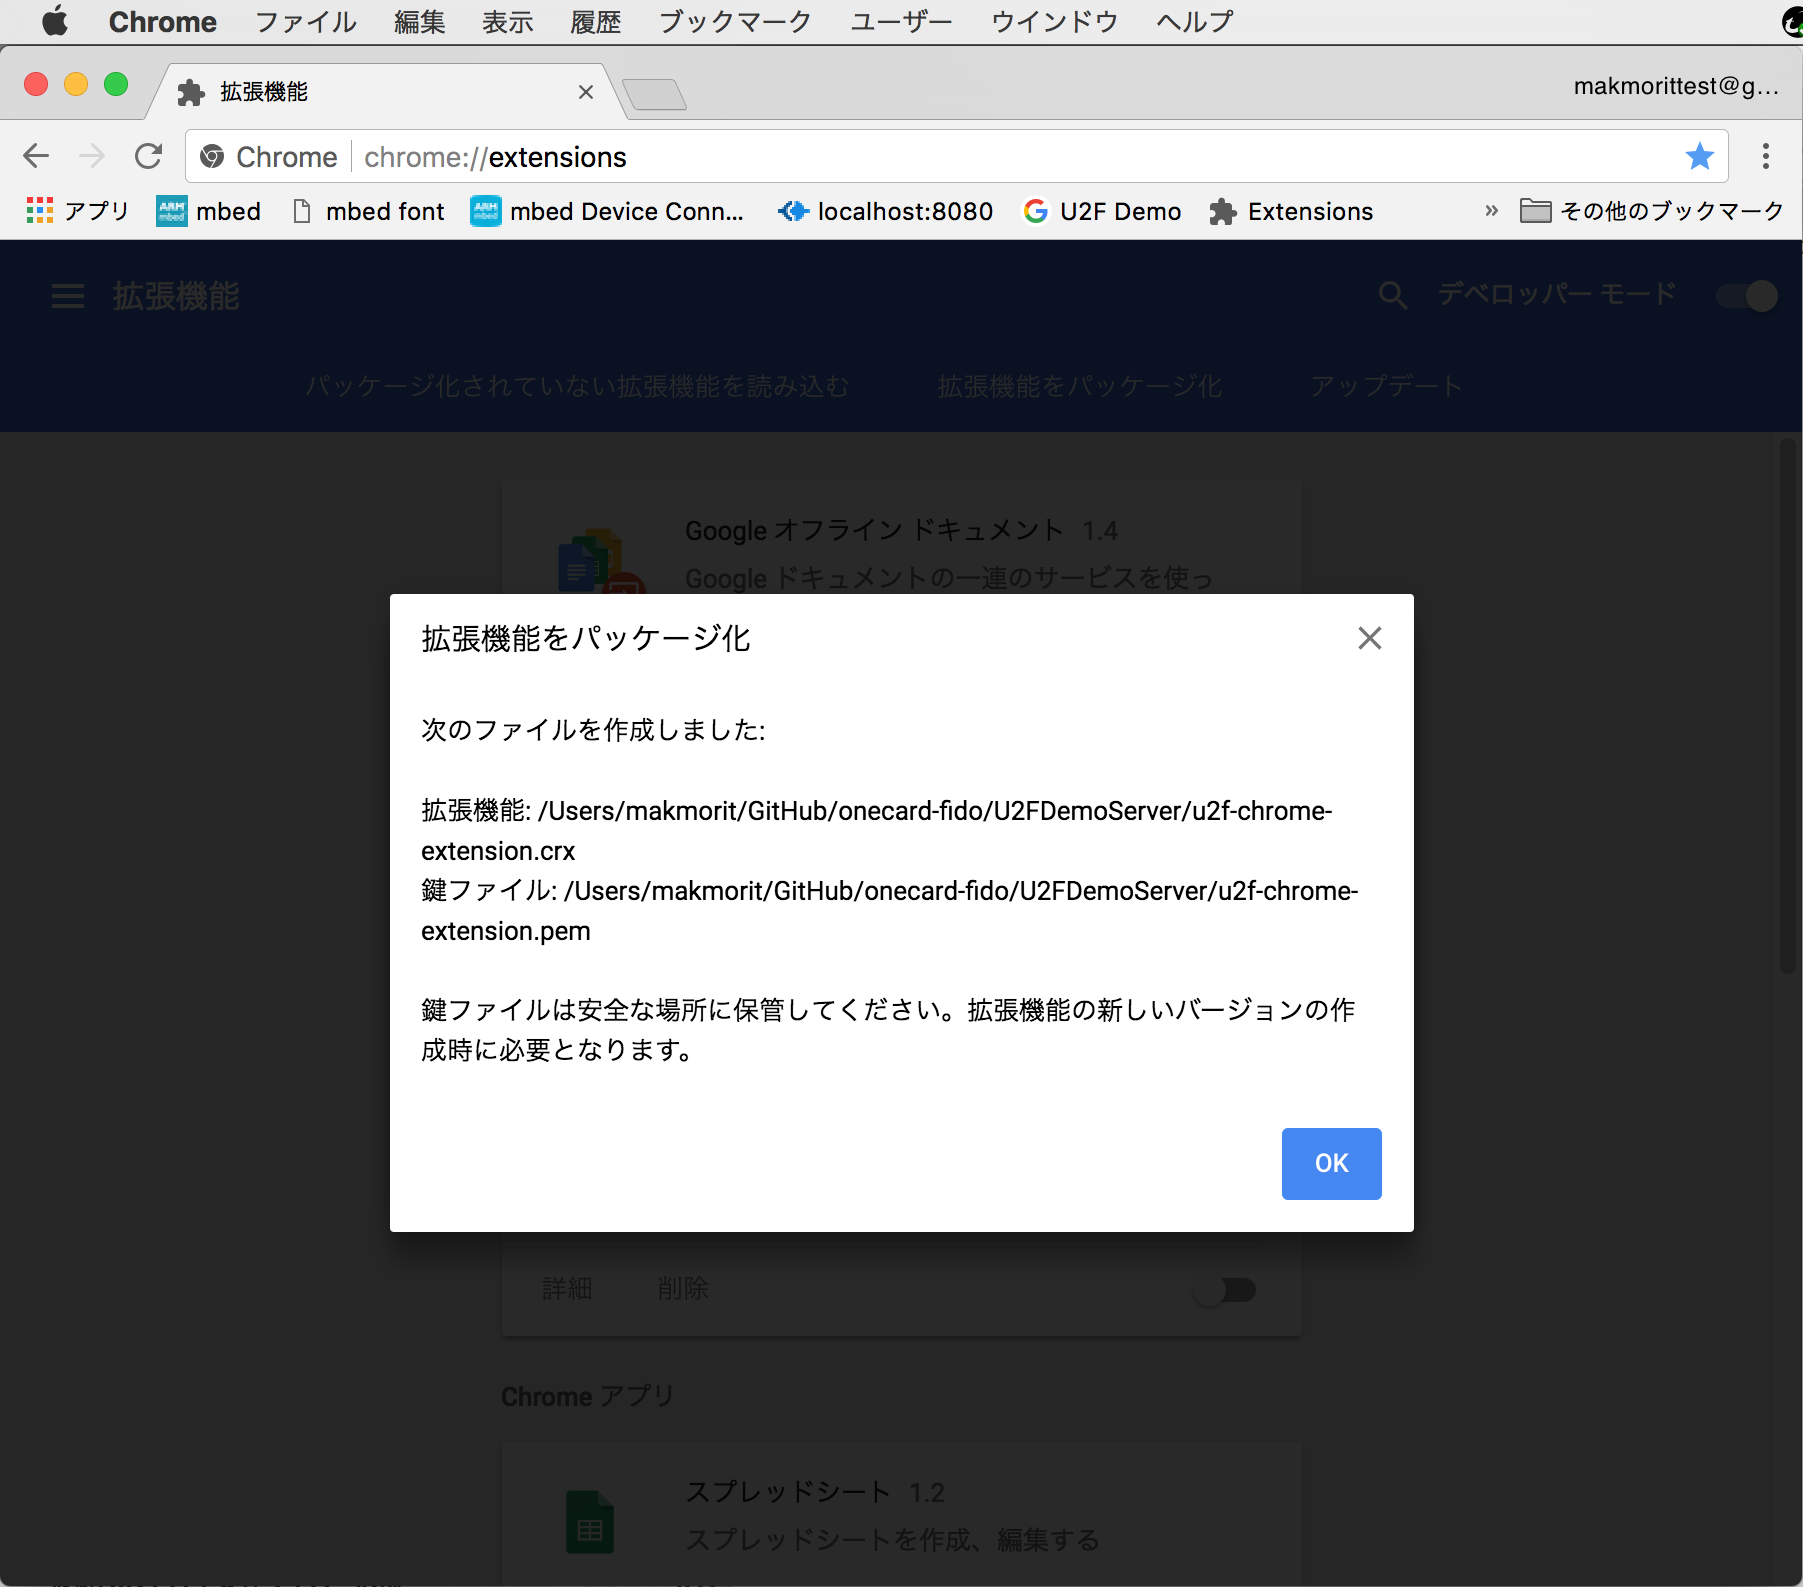 Chrome ファイル 編集 表示 履歴 ブックマーク ユーザー ウインドウ ヘルプ
拡張機能
makmorittest@g...
Chrome chrome://extensions
アプリ mbed mbed font mbed Device Conn... localhost:8080 U2F Demo Extensions » その他のブックマーク
拡張機能 デベロッパー モード
パッケージ化されていない拡張機能を読み込む 拡張機能をパッケージ化 アップデート
Google オフライン ドキュメント 1.4
Google ドキュメントの一連のサービスを使っ
拡張機能をパッケージ化
次のファイルを作成しました:
拡張機能: /Users/makmorit/GitHub/onecard-fido/U2FDemoServer/u2f-chrome-
extension.crx
鍵ファイル: /Users/makmorit/GitHub/onecard-fido/U2FDemoServer/u2f-chrome-
extension.pem
鍵ファイルは安全な場所に保管してください。拡張機能の新しいバージョンの作
成時に必要となります。
OK
詳細 削除
Chrome アプリ
スプレッドシート 1.2
スプレッドシートを作成、編集する